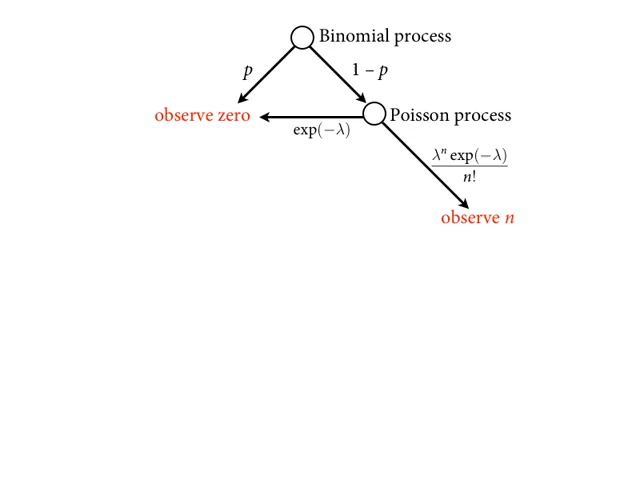 Binomial process
p
1 – p
observe zero
Poisson process
exp(−λ)
λⁿ exp(−λ)
n!
observe n